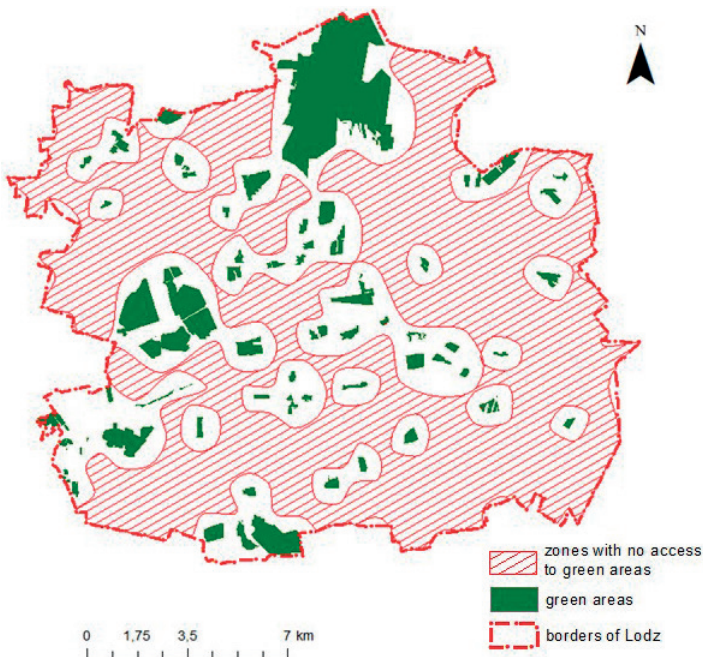 N
zones with no access
to green areas
green areas
borders of Lodz
0 1,75 3,5 7 km